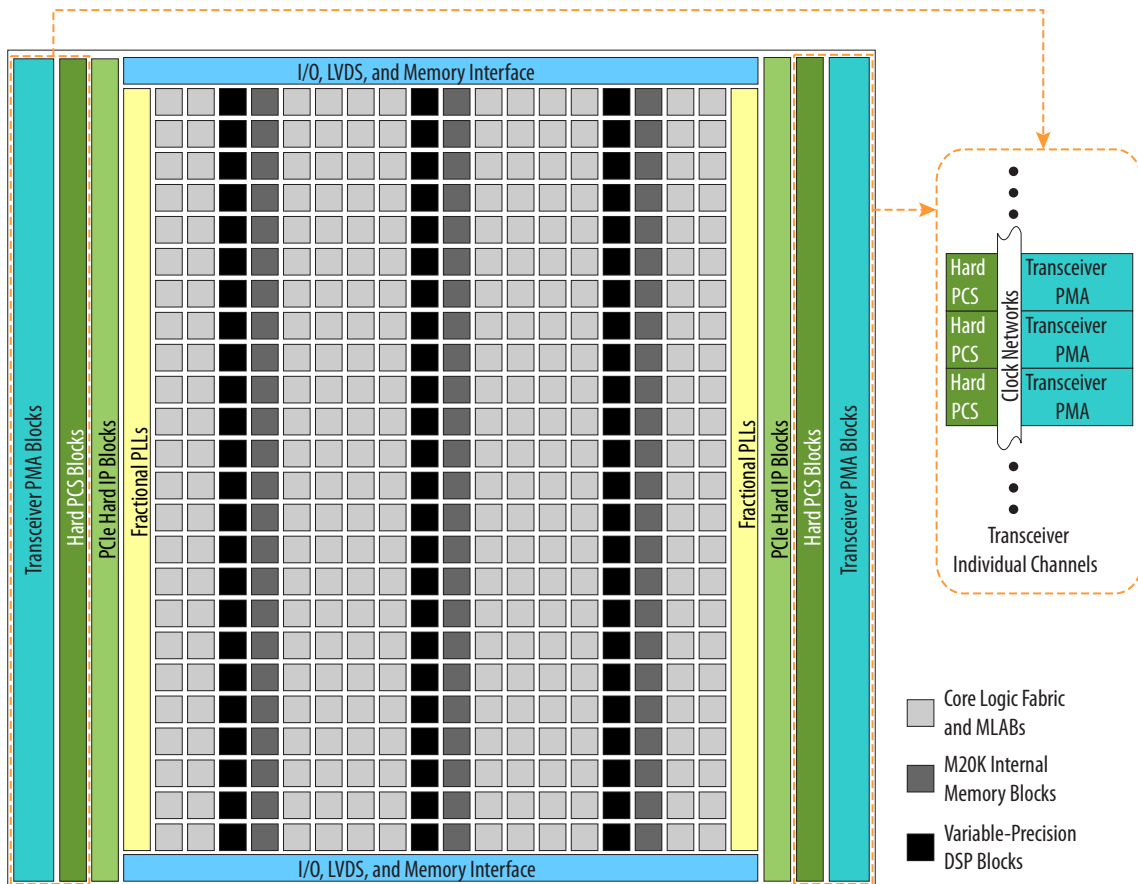 I/O, LVDS, and Memory Interface
Transceiver PMA Blocks
Hard PCS Blocks
PCIe Hard IP Blocks
Fractional PLLs
Fractional PLLs
PCIe Hard IP Blocks
Hard PCS Blocks
Transceiver PMA Blocks
I/O, LVDS, and Memory Interface
Hard
PCS
Transceiver
PMA
Hard
PCS
Transceiver
PMA
Hard
PCS
Transceiver
PMA
Clock Networks
Transceiver
Individual Channels
Core Logic Fabric
and MLABs
M20K Internal
Memory Blocks
Variable-Precision
DSP Blocks